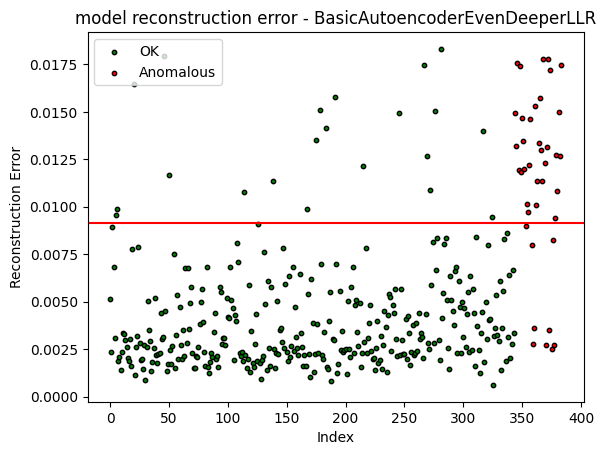 model reconstruction error - BasicAutoencoderEvenDeeperLLR
OK
Anomalous
Reconstruction Error
0.0175
0.0150
0.0125
0.0100
0.0075
0.0050
0.0025
0.0000
0 50 100 150 200 250 300 350 400
Index